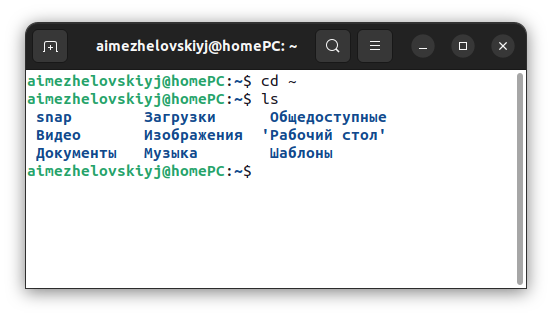 aimezhelovskiyj@homePC: ~
aimezhelovskiyj@homePC:~$ cd ~
aimezhelovskiyj@homePC:~$ ls
snap Загрузки Общедоступные
Видео Изображения 'Рабочий стол'
Документы Музыка Шаблоны
aimezhelovskiyj@homePC:~$